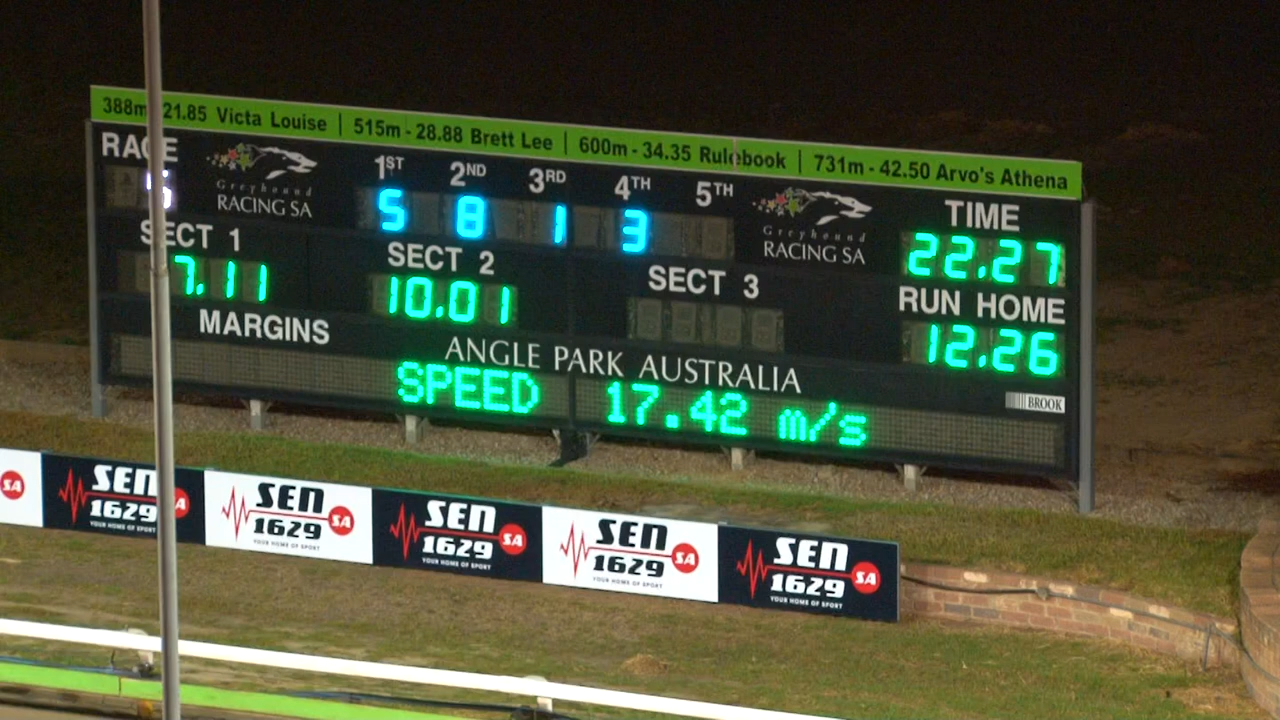 388m 21.85 Victa Louise | 515m - 28.88 Brett Lee | 600m - 34.35 Rulebook | 731m - 42.50 Arvo's Athena
RACE
Greyhound
RACING SA
1ST 2ND 3RD 4TH 5TH
5 8 1 3
Greyhound
RACING SA
TIME
22.27
SECT 1
7.11
SECT 2
10.01
SECT 3
RUN HOME
12.26
MARGINS
ANGLE PARK AUSTRALIA
SPEED 17.42 m/s
BROOK
SA
SEN
1629 SA
YOUR HOME OF SPORT
SEN
1629 SA
YOUR HOME OF SPORT
SEN
1629 SA
YOUR HOME OF SPORT
SEN
1629 SA
YOUR HOME OF SPORT
SEN
1629 SA
YOUR HOME OF SPORT